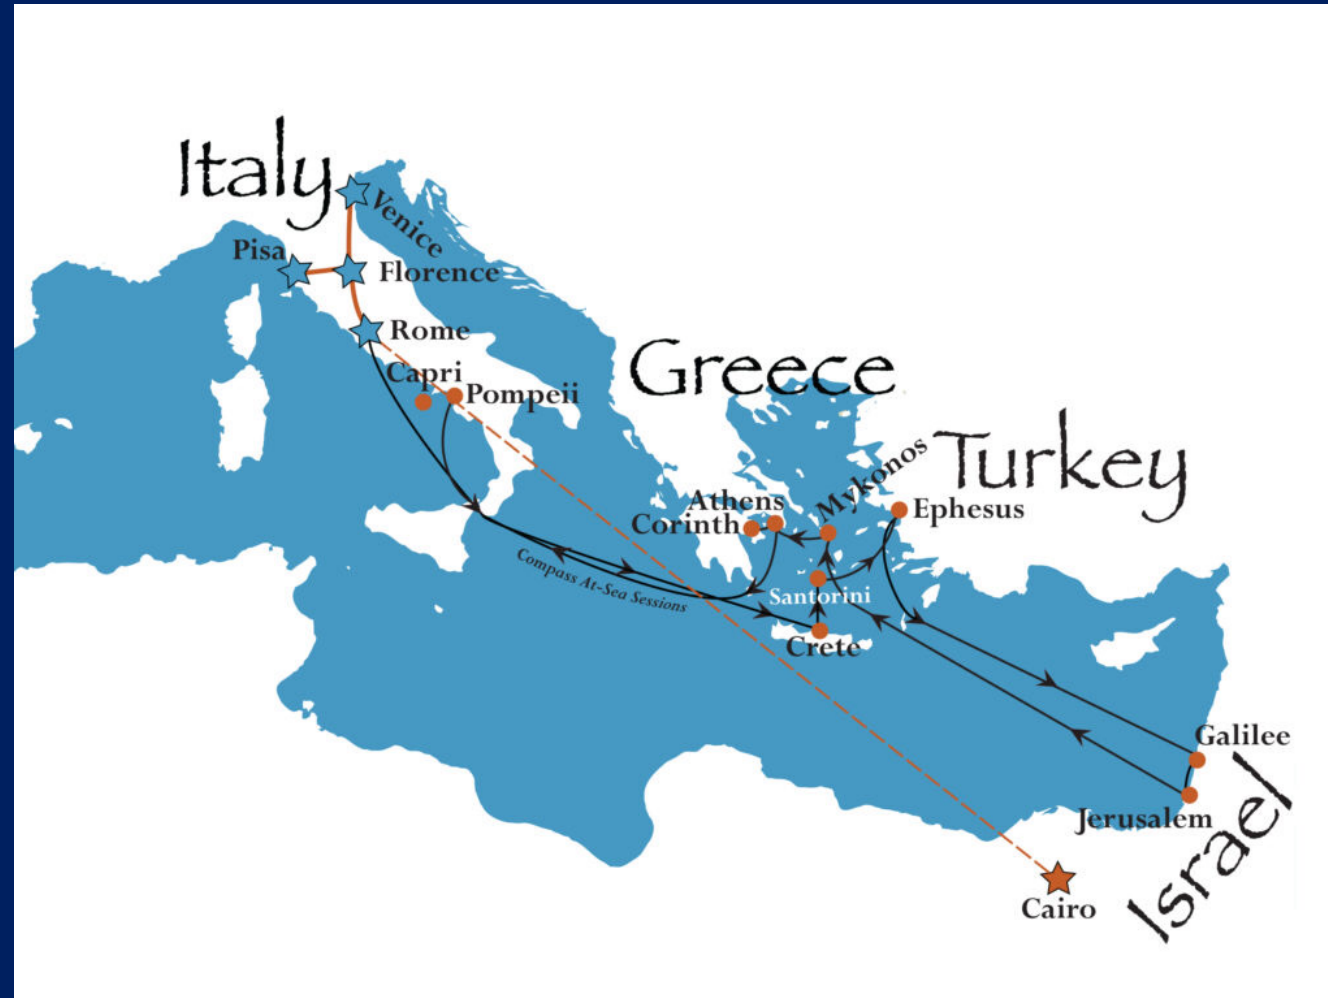 Italy
Venice
Pisa
Florence
Rome
Capri
Pompeii
Greece
Turkey
Mykonos
Athens
Corinth
Ephesus
Compass At-Sea Sessions
Santorini
Crete
Galilee
Jerusalem
Israel
Cairo